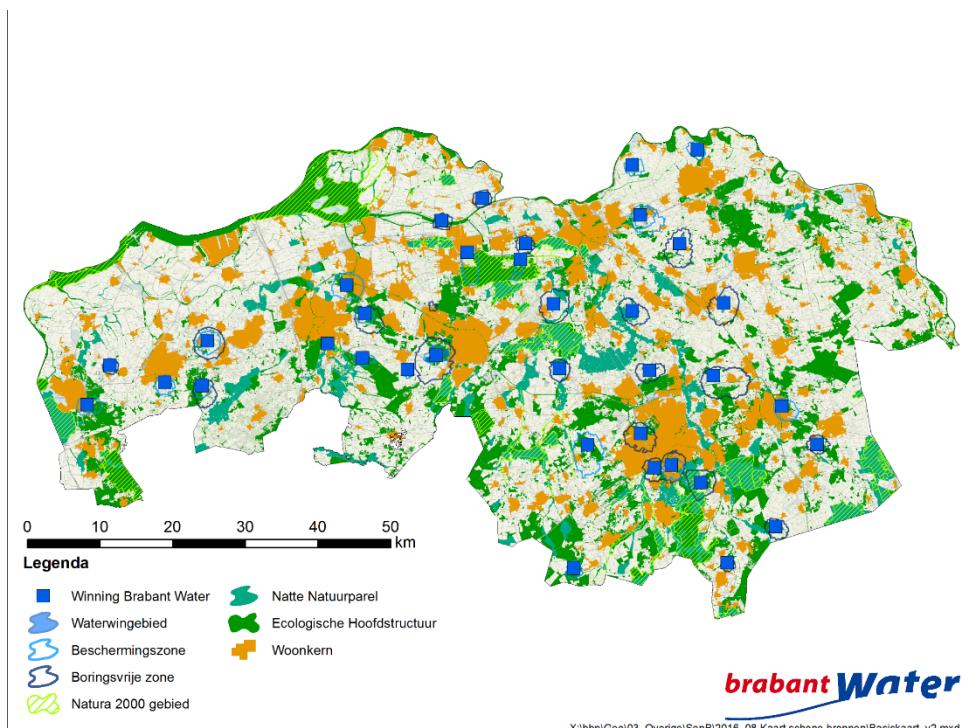 0 10 20 30 40 50
km
Legenda
Winning Brabant Water
Waterwingebied
Beschermingszone
Boringsvrije zone
Natura 2000 gebied
Natte Natuurparel
Ecologische Hoofdstructuur
Woonkern
brabant Water